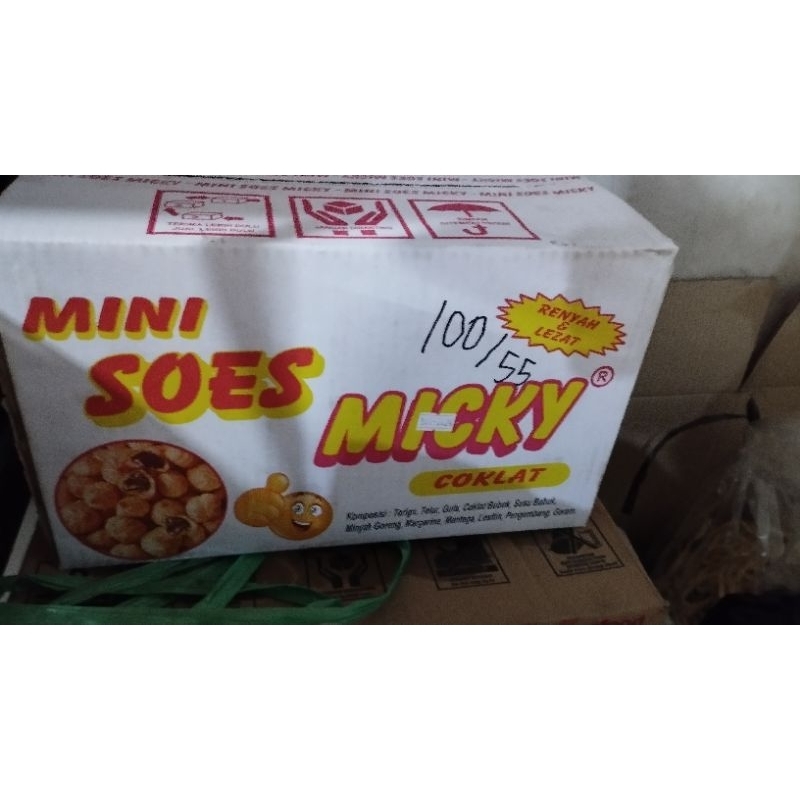 MINI SOES MICKY - MINI SOES MICKY - MINI SOES MICKY
MINI
SOES
100/55
RENYAH
&
LEZAT
MICKY
®
COKLAT
Komposisi : Terigu, Telur, Gula, Coklat Bubuk, Susu Bubuk,
Minyak Goreng, Margarine, Mentega, Lesitin, Pengembang, Garam